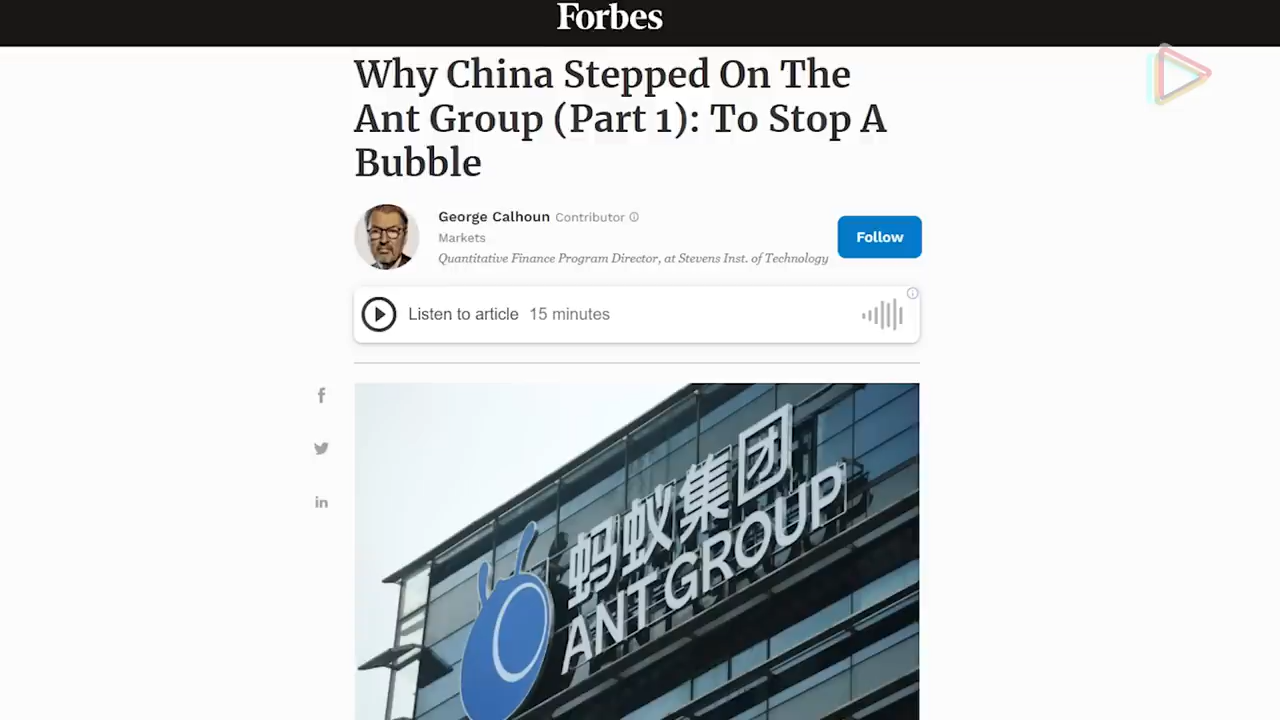 Forbes
Why China Stepped On The
Ant Group (Part 1): To Stop A
Bubble
George Calhoun Contributor
Markets
Quantitative Finance Program Director, at Stevens Inst. of Technology
Follow
Listen to article 15 minutes
f
in
蚂蚁集团
ANT GROUP